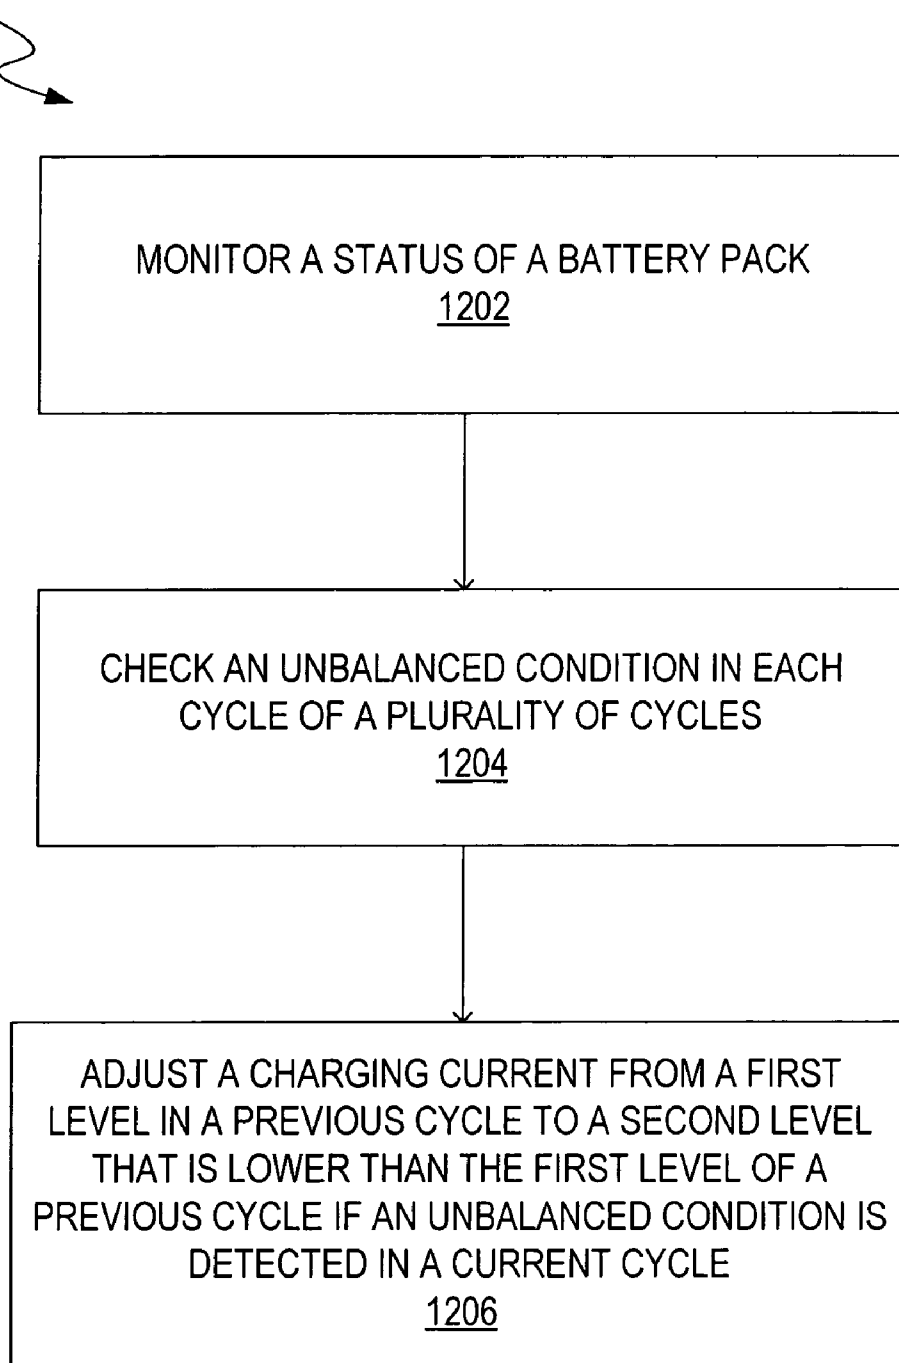 MONITOR A STATUS OF A BATTERY PACK
1202
CHECK AN UNBALANCED CONDITION IN EACH
CYCLE OF A PLURALITY OF CYCLES
1204
ADJUST A CHARGING CURRENT FROM A FIRST
LEVEL IN A PREVIOUS CYCLE TO A SECOND LEVEL
THAT IS LOWER THAN THE FIRST LEVEL OF A
PREVIOUS CYCLE IF AN UNBALANCED CONDITION IS
DETECTED IN A CURRENT CYCLE
1206